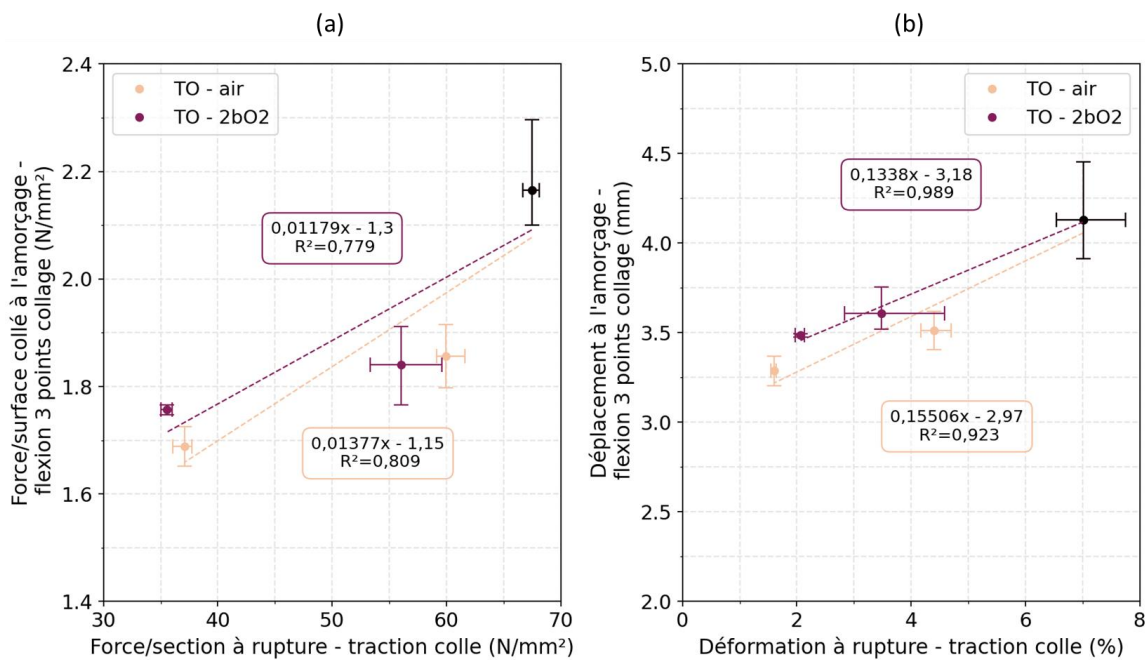 (a)
Force/surface collé à l'amorçage -
flexion 3 points collage (N/mm²)
2.4
2.2
2.0
1.8
1.6
1.4
TO - air
TO - 2bO2
0,01179x - 1,3
R²=0,779
0,01377x - 1,15
R²=0,809
30
40
50
60
70
Force/section à rupture - traction colle (N/mm²)
(b)
Déplacement à l'amorçage -
flexion 3 points collage (mm)
5.0
4.5
4.0
3.5
3.0
2.5
2.0
TO - air
TO - 2bO2
0,1338x - 3,18
R²=0,989
0,15506x - 2,97
R²=0,923
0
2
4
6
8
Déformation à rupture - traction colle (%)